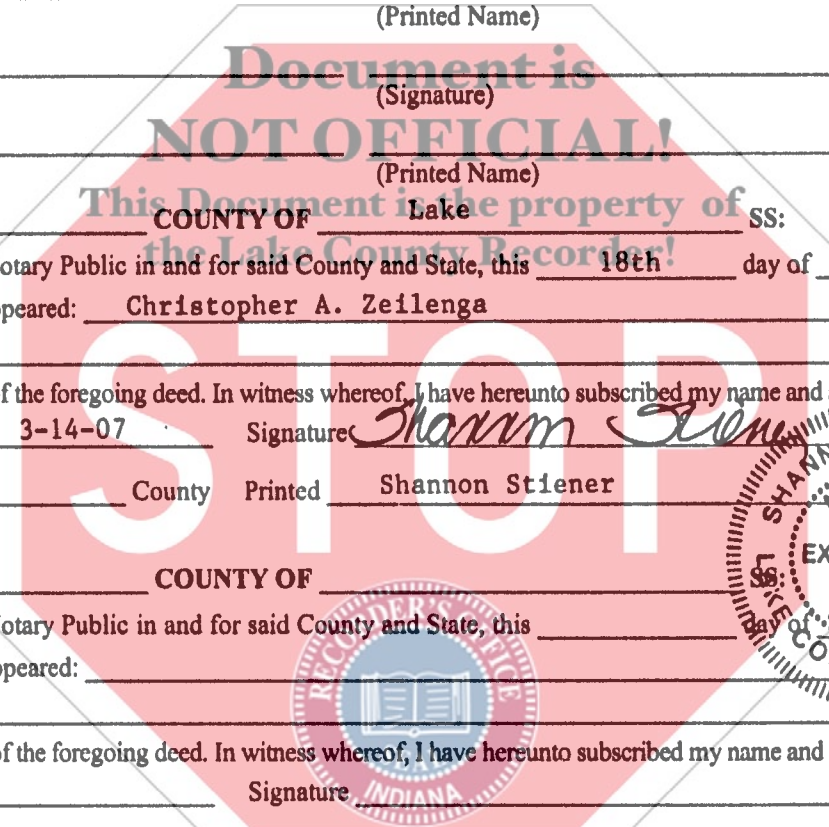 (Printed Name)
Document is
(Signature)
NOT OFFICIAL!
(Printed Name)
This Document is the property of
COUNTY OF Lake SS:
the Lake County Recorder!
otary Public in and for said County and State, this 18th day of
peared: Christopher A. Zeilenga
STOP
f the foregoing deed. In witness whereof, I have hereunto subscribed my name and
3-14-07 Signature Shannon Stiener
County Printed Shannon Stiener
SHANN
EX
LAKE CO
COUNTY OF SS:
otary Public in and for said County and State, this day of
peared:
RECORDER'S OFFICE
SEAL
INDIANA
of the foregoing deed. In witness whereof, I have hereunto subscribed my name and
Signature